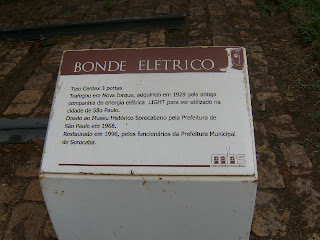 BONDE ELÉTRICO
Tipo Centex 3 portas
Trafegou em Nova Iorque, adquirido em 1929 pela antiga
companhia de energia elétrica LIGHT para ser utilizado na
cidade de São Paulo.
Doado ao Museu Histórico Sorocabano pela Prefeitura de
São Paulo em 1968.
Restaurado em 1996, pelos funcionários da Prefeitura Municipal
de Sorocaba.